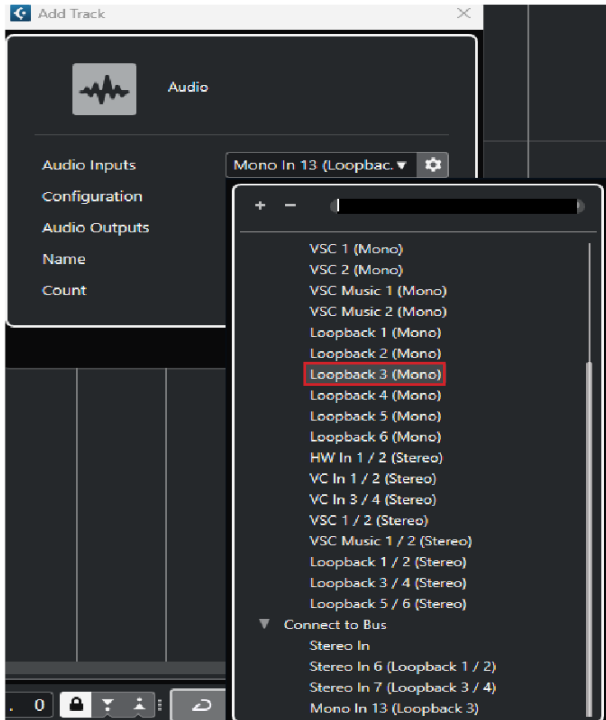 Add Track
Audio
Audio Inputs
Mono In 13 (Loopbac.
Configuration
Audio Outputs
Name
Count
+ −
VSC 1 (Mono)
VSC 2 (Mono)
VSC Music 1 (Mono)
VSC Music 2 (Mono)
Loopback 1 (Mono)
Loopback 2 (Mono)
Loopback 3 (Mono)
Loopback 4 (Mono)
Loopback 5 (Mono)
Loopback 6 (Mono)
HW In 1 / 2 (Stereo)
VC In 1 / 2 (Stereo)
VC In 3 / 4 (Stereo)
VSC 1 / 2 (Stereo)
VSC Music 1 / 2 (Stereo)
Loopback 1 / 2 (Stereo)
Loopback 3 / 4 (Stereo)
Loopback 5 / 6 (Stereo)
Connect to Bus
Stereo In
Stereo In 6 (Loopback 1 / 2)
Stereo In 7 (Loopback 3 / 4)
Mono In 13 (Loopback 3)
. 0